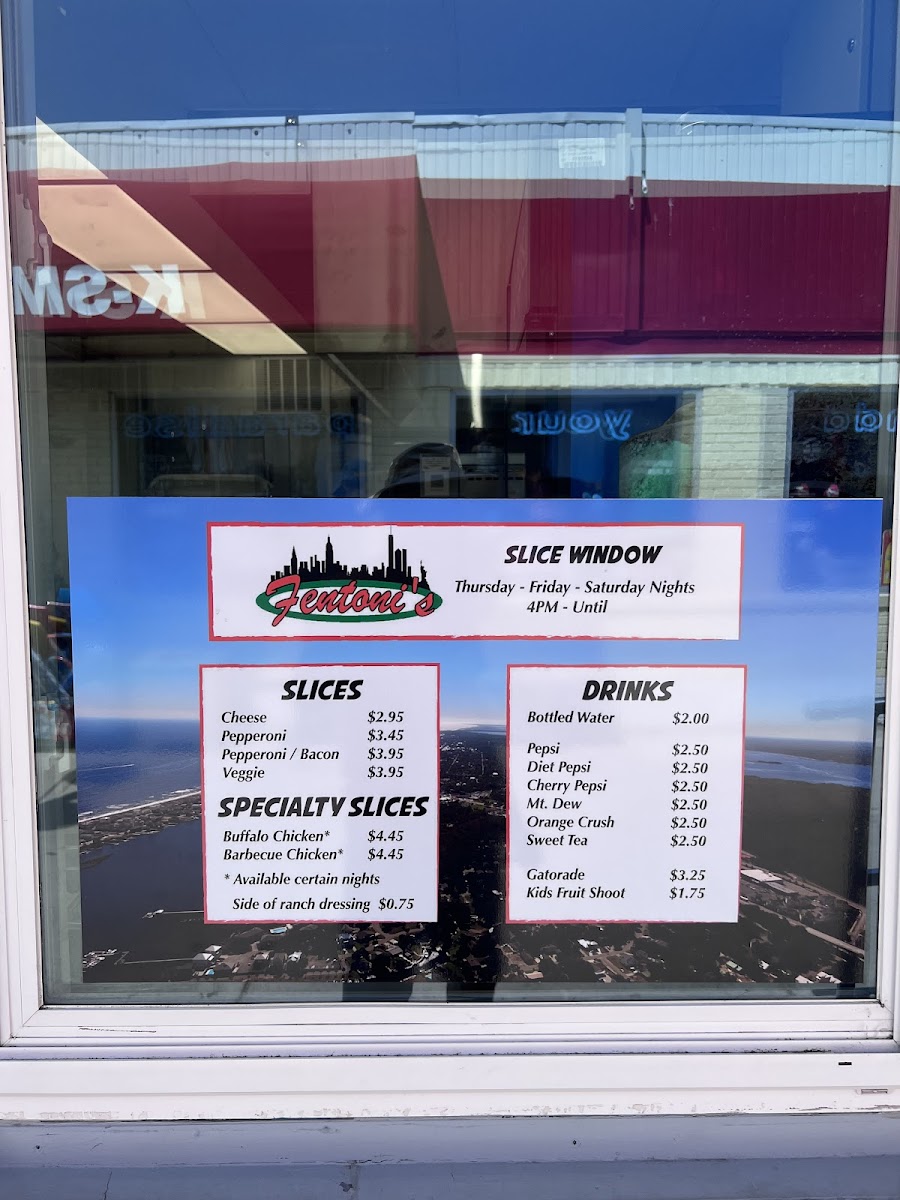 K-SM
paradise
your
Fentoni's
SLICE WINDOW
Thursday - Friday - Saturday Nights
4PM - Until
SLICES
Cheese $2.95
Pepperoni $3.45
Pepperoni / Bacon $3.95
Veggie $3.95
SPECIALTY SLICES
Buffalo Chicken* $4.45
Barbecue Chicken* $4.45
* Available certain nights
Side of ranch dressing $0.75
DRINKS
Bottled Water $2.00
Pepsi $2.50
Diet Pepsi $2.50
Cherry Pepsi $2.50
Mt. Dew $2.50
Orange Crush $2.50
Sweet Tea $2.50
Gatorade $3.25
Kids Fruit Shoot $1.75